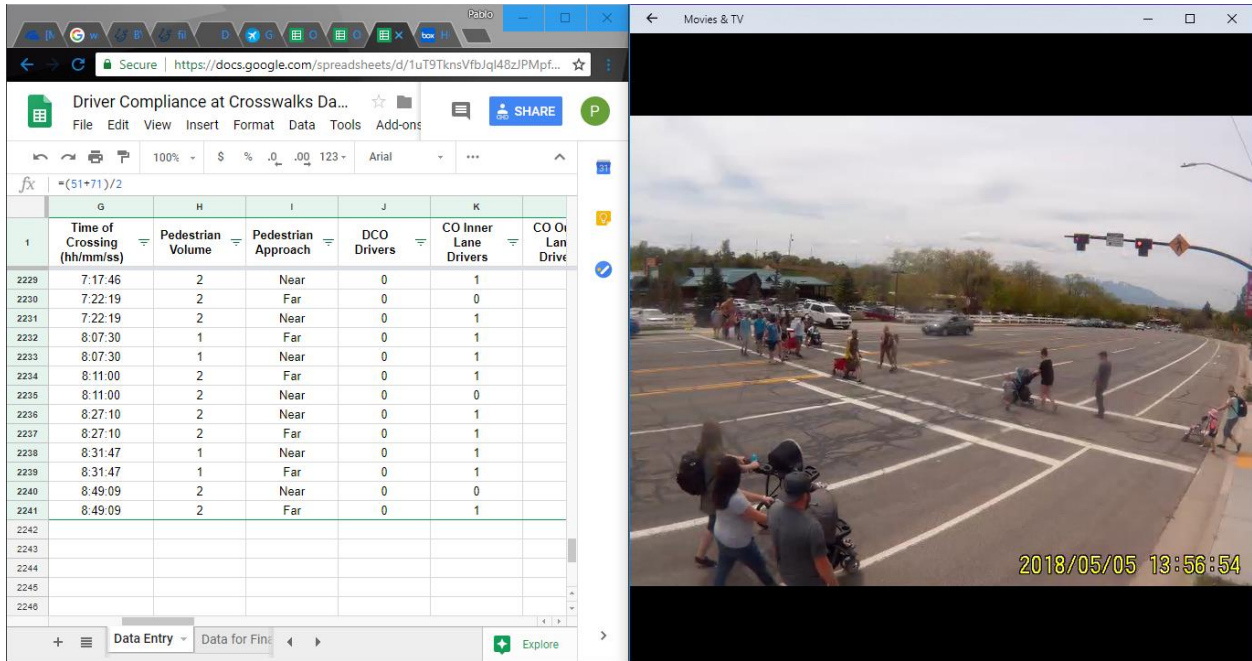 Pablo
Secure | https://docs.google.com/spreadsheets/d/1uT9TknsVfbJql48zJPMpf...
Driver Compliance at Crosswalks Da...
File Edit View Insert Format Data Tools Add-ons
SHARE
P
100% $ % .0 .00 123 Arial
fx =(51+71)/2
G H I J K
1 Time of Crossing (hh/mm/ss) Pedestrian Volume Pedestrian Approach DCO Drivers CO Inner Lane Drivers
2229 7:17:46 2 Near 0 1
2230 7:22:19 2 Far 0 0
2231 7:22:19 2 Near 0 1
2232 8:07:30 1 Far 0 1
2233 8:07:30 1 Near 0 1
2234 8:11:00 2 Far 0 1
2235 8:11:00 2 Near 0 0
2236 8:27:10 2 Near 0 1
2237 8:27:10 2 Far 0 1
2238 8:31:47 1 Near 0 1
2239 8:31:47 1 Far 0 1
2240 8:49:09 2 Near 0 0
2241 8:49:09 2 Far 0 1
2242
2243
2244
2245
2246
Data Entry Data for Fina
Explore
31
Movies & TV
2018/05/05 13:56:54